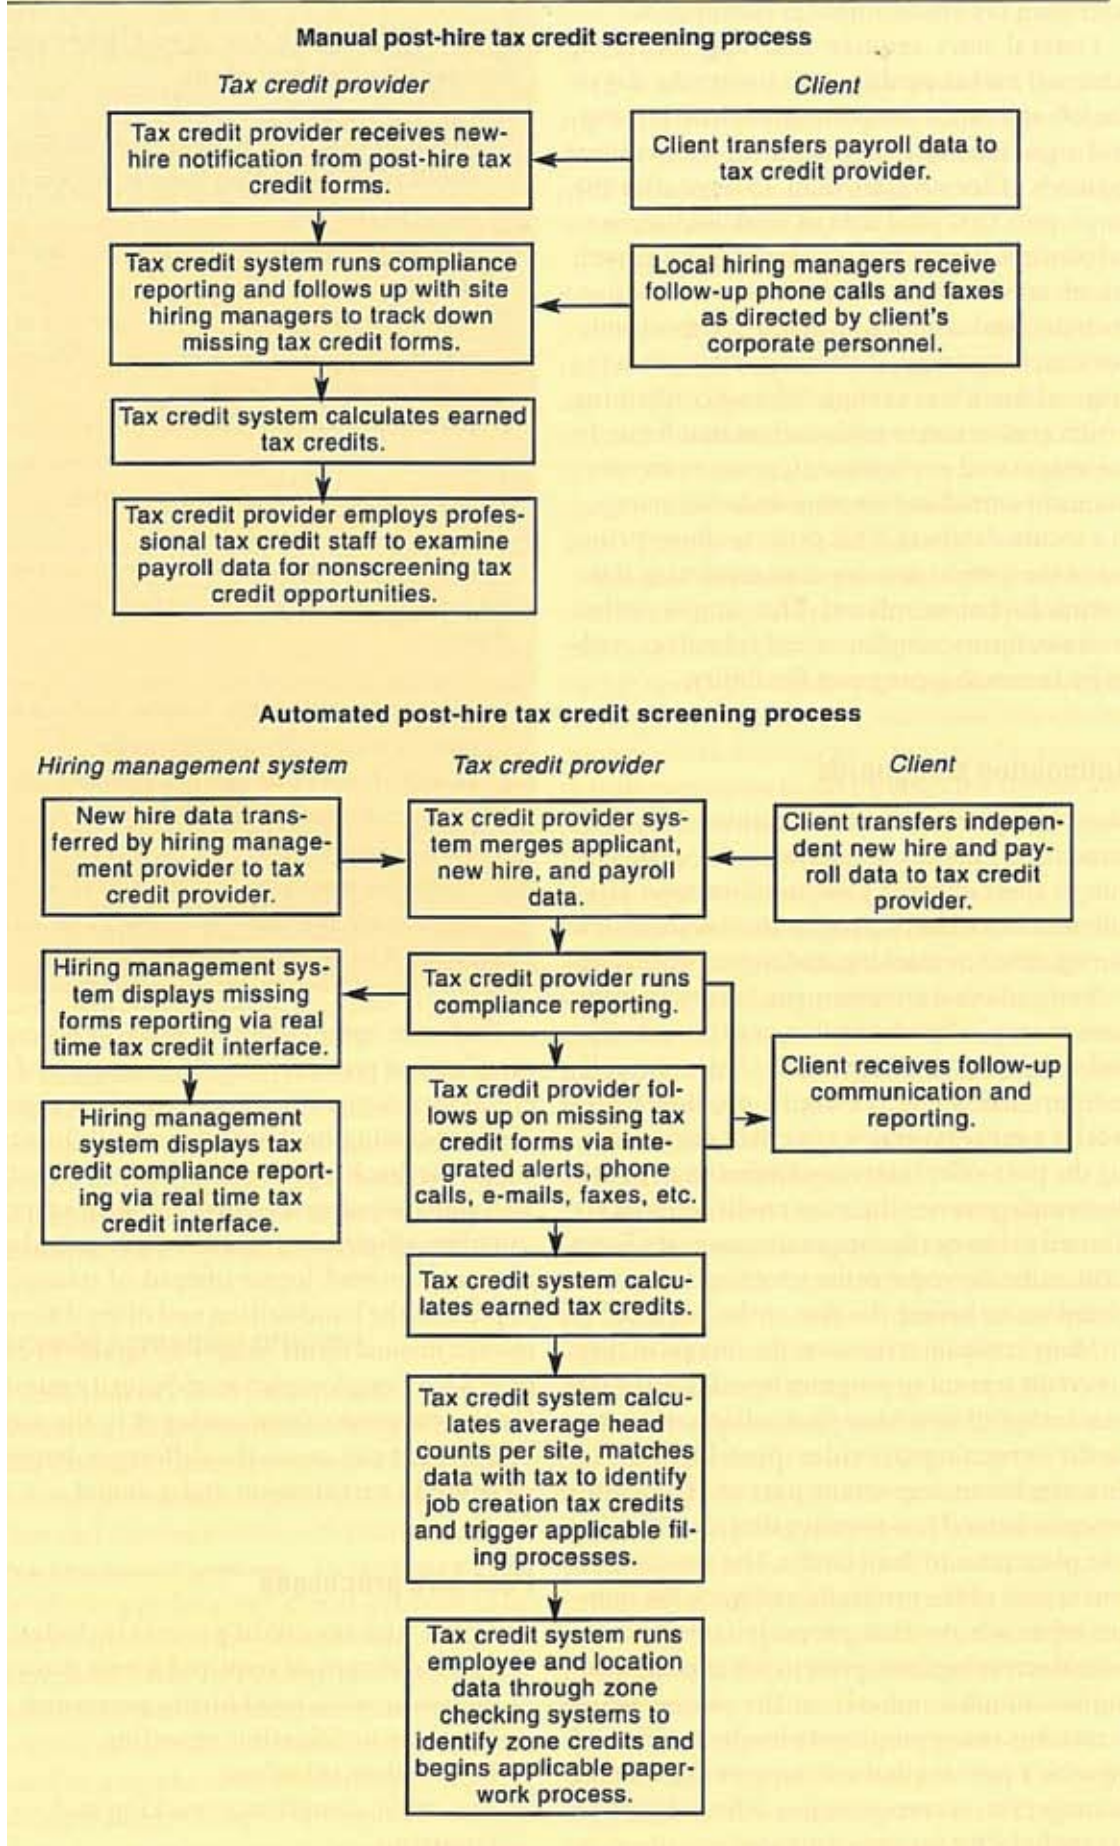 Manual post-hire tax credit screening process
Tax credit provider
Client
Tax credit provider receives new-
hire notification from post-hire tax
credit forms.
Client transfers payroll data to
tax credit provider.
Tax credit system runs compliance
reporting and follows up with site
hiring managers to track down
missing tax credit forms.
Local hiring managers receive
follow-up phone calls and faxes
as directed by client's
corporate personnel.
Tax credit system calculates earned
tax credits.
Tax credit provider employs profes-
sional tax credit staff to examine
payroll data for nonscreening tax
credit opportunities.
Automated post-hire tax credit screening process
Hiring management system
Tax credit provider
Client
New hire data trans-
ferred by hiring manage-
ment provider to tax
credit provider.
Tax credit provider sys-
tem merges applicant,
new hire, and payroll
data.
Client transfers indepen-
dent new hire and pay-
roll data to tax credit
provider.
Hiring management sys-
tem displays missing
forms reporting via real
time tax credit interface.
Tax credit provider runs
compliance reporting.
Client receives follow-up
communication and
reporting.
Hiring management
system displays tax
credit compliance report-
ing via real time tax
credit interface.
Tax credit provider fol-
lows up on missing tax
credit forms via inte-
grated alerts, phone
calls, e-mails, faxes, etc.
Tax credit system calcu-
lates earned tax credits.
Tax credit system calcu-
lates average head
counts per site, matches
data with tax to identify
job creation tax credits
and trigger applicable fil-
ing processes.
Tax credit system runs
employee and location
data through zone
checking systems to
identify zone credits and
begins applicable paper-
work process.